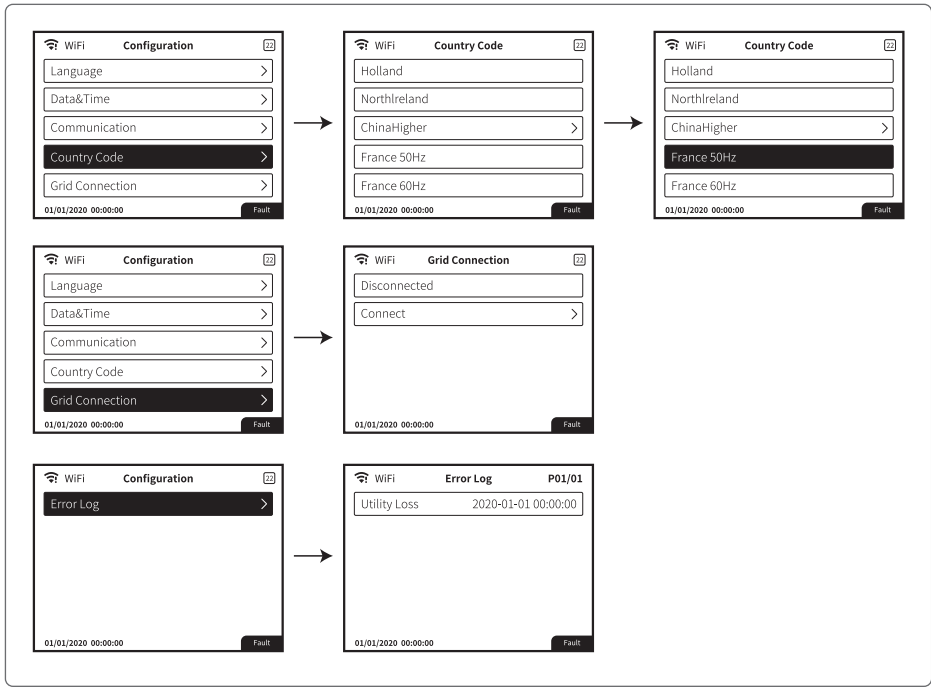 WiFi Configuration 22
Language
Data&Time
Communication
Country Code
Grid Connection
01/01/2020 00:00:00 Fault
WiFi Country Code 22
Holland
Northlreland
ChinaHigher
France 50Hz
France 60Hz
01/01/2020 00:00:00 Fault
WiFi Country Code 22
Holland
Northlreland
ChinaHigher
France 50Hz
France 60Hz
01/01/2020 00:00:00 Fault
WiFi Configuration 22
Language
Data&Time
Communication
Country Code
Grid Connection
01/01/2020 00:00:00 Fault
WiFi Grid Connection 22
Disconnected
Connect
01/01/2020 00:00:00 Fault
WiFi Configuration 22
Error Log
01/01/2020 00:00:00 Fault
WiFi Error Log P01/01
Utility Loss 2020-01-01 00:00:00
01/01/2020 00:00:00 Fault